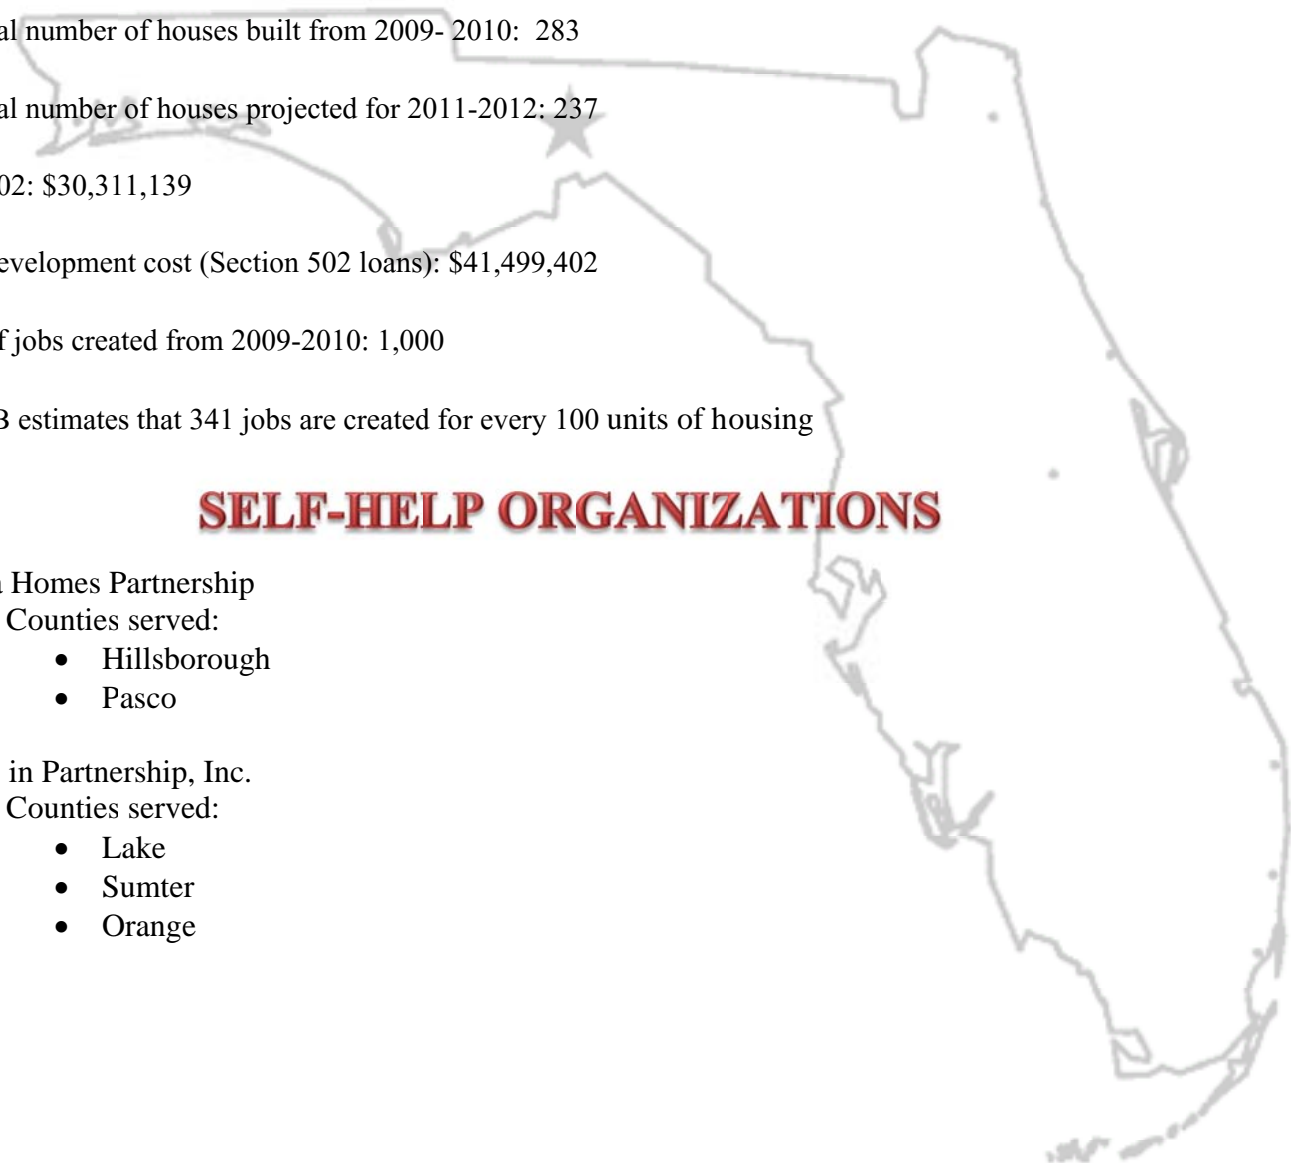 al number of houses built from 2009- 2010:  283
al number of houses projected for 2011-2012: 237
02: $30,311,139
evelopment cost (Section 502 loans): $41,499,402
f jobs created from 2009-2010: 1,000
B estimates that 341 jobs are created for every 100 units of housing
SELF-HELP ORGANIZATIONS
a Homes Partnership
Counties served:
• Hillsborough
• Pasco
in Partnership, Inc.
Counties served:
• Lake
• Sumter
• Orange